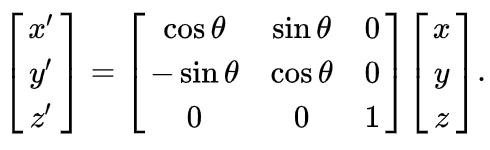 [x′ y′ z′] = [cos θ sin θ 0
− sin θ cos θ 0
0 0 1] [x y z].